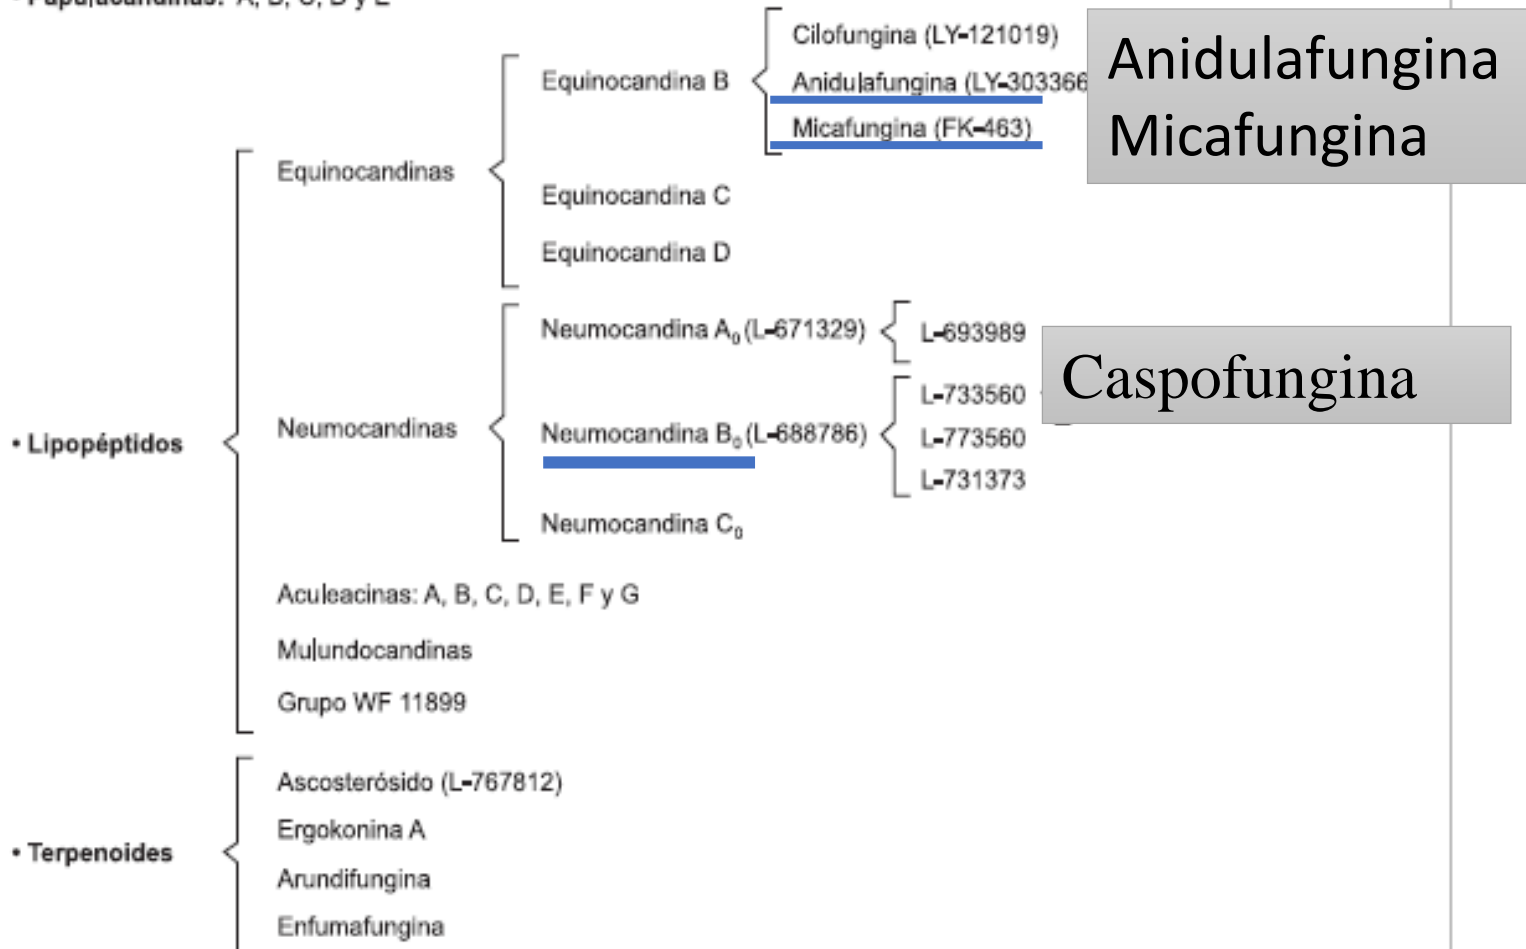 • Papulacandinas: A, B, C, D y E
Cilofungina (LY-121019)
Equinocandina B
Anidulafungina (LY-303366
Micafungina (FK-463)
Anidulafungina
Micafungina
Equinocandinas
Equinocandina C
Equinocandina D
Neumocandina A₀ (L-671329)
L-693989
Caspofungina
L-733560
• Lipopéptidos
Neumocandinas
Neumocandina B₀ (L-688786)
L-773560
L-731373
Neumocandina C₀
Aculeacinas: A, B, C, D, E, F y G
Mulundocandinas
Grupo WF 11899
Ascosterósido (L-767812)
Ergokonina A
• Terpenoides
Arundifungina
Enfumafungina